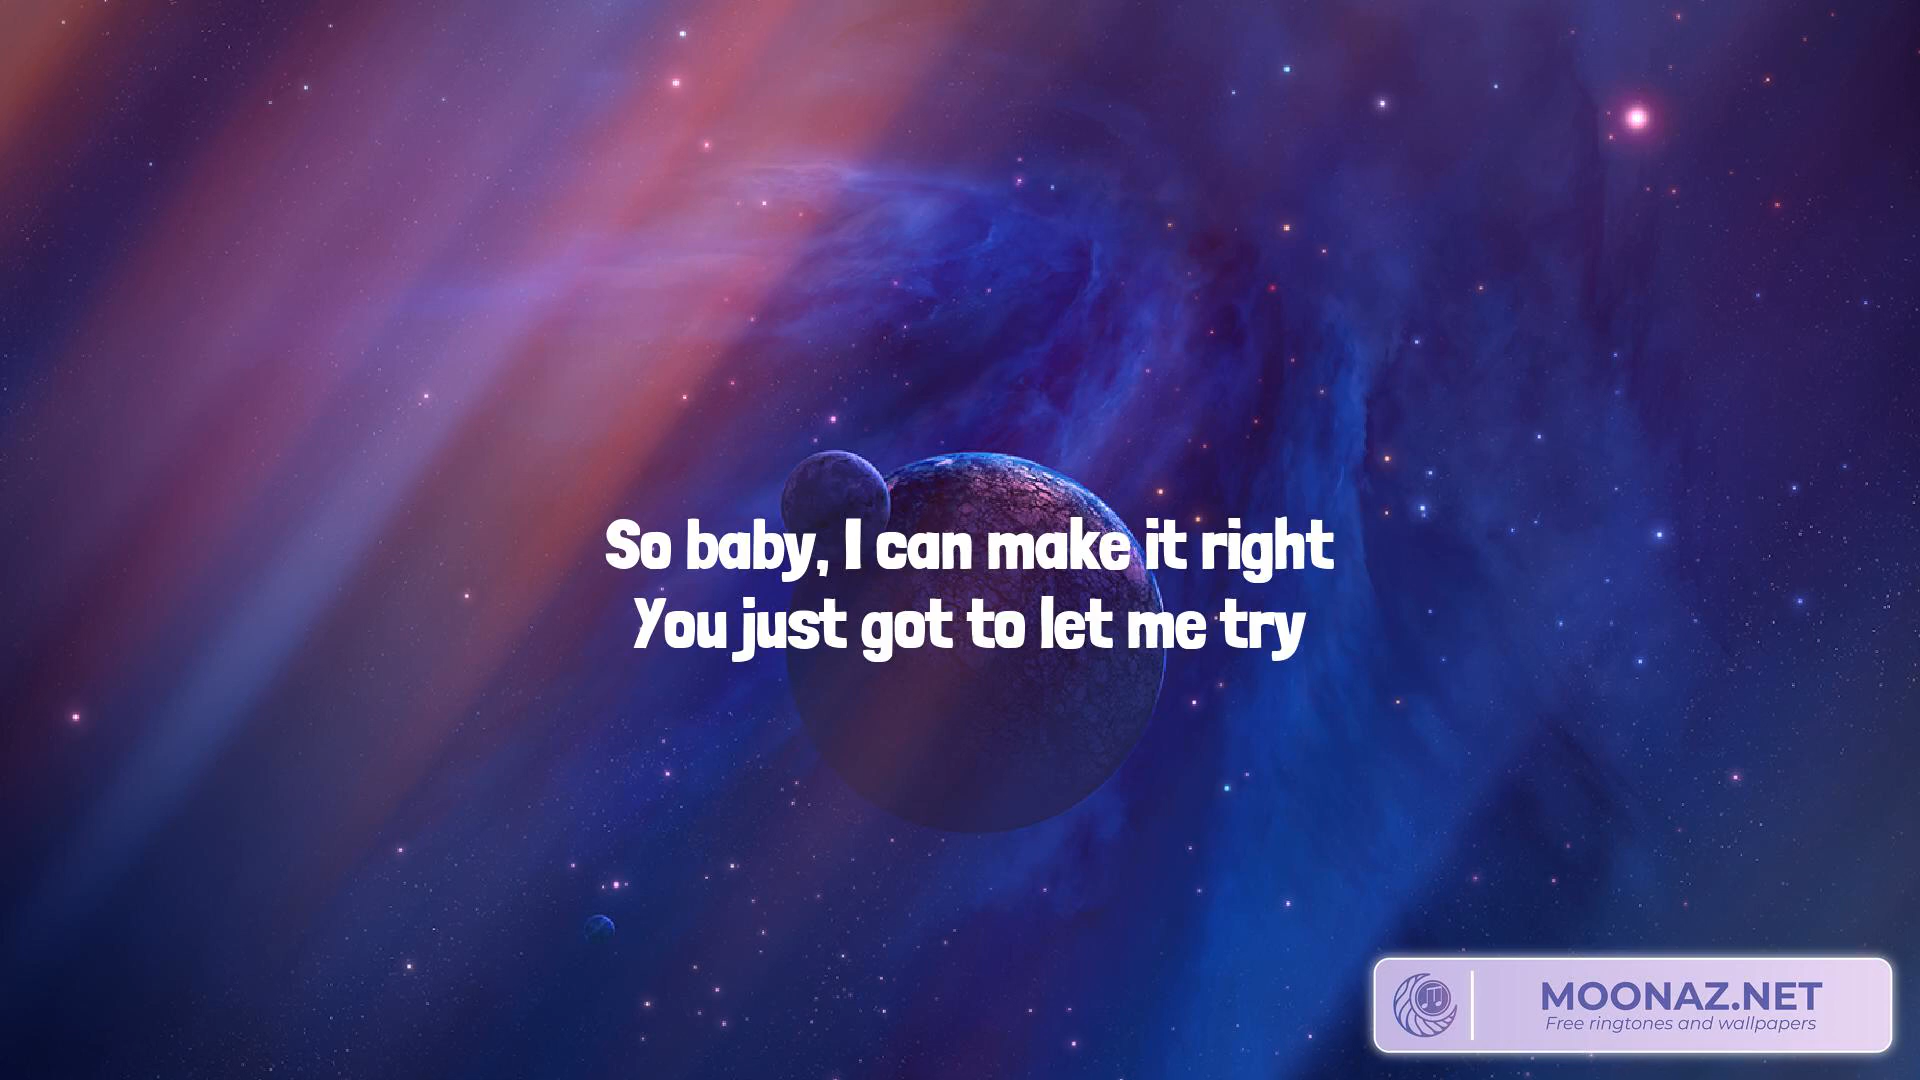 So baby, I can make it right
You just got to let me try
MOONAZ.NET
Free ringtones and wallpapers